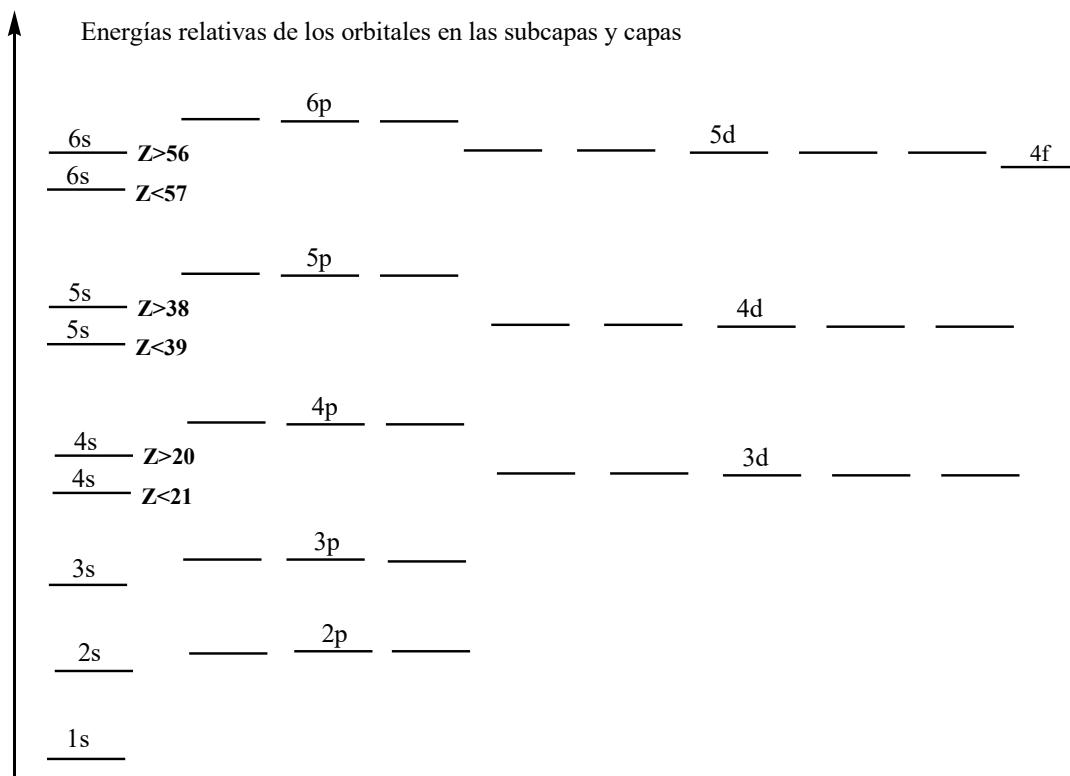 Energías relativas de los orbitales en las subcapas y capas
6p
6s Z>56
5d
4f
6s Z<57
5p
5s Z>38
4d
5s Z<39
4p
4s Z>20
3d
4s Z<21
3p
3s
2p
2s
1s